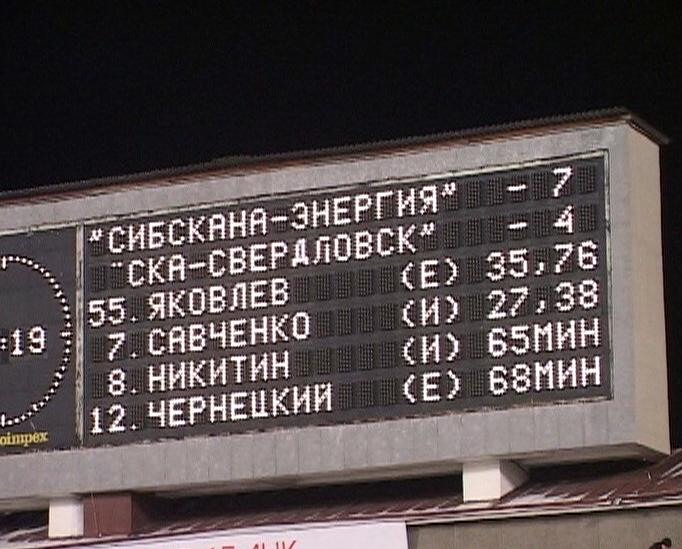 "СИБСКАНА-ЭНЕРГИЯ" - 7
"СКА-СВЕРДЛОВСК" - 4
55. ЯКОВЛЕВ (Е) 35,76
7. САВЧЕНКО (И) 27,38
8. НИКИТИН (И) 65МИН
12. ЧЕРНЕЦКИЙ (Е) 68МИН
:19
oimpex